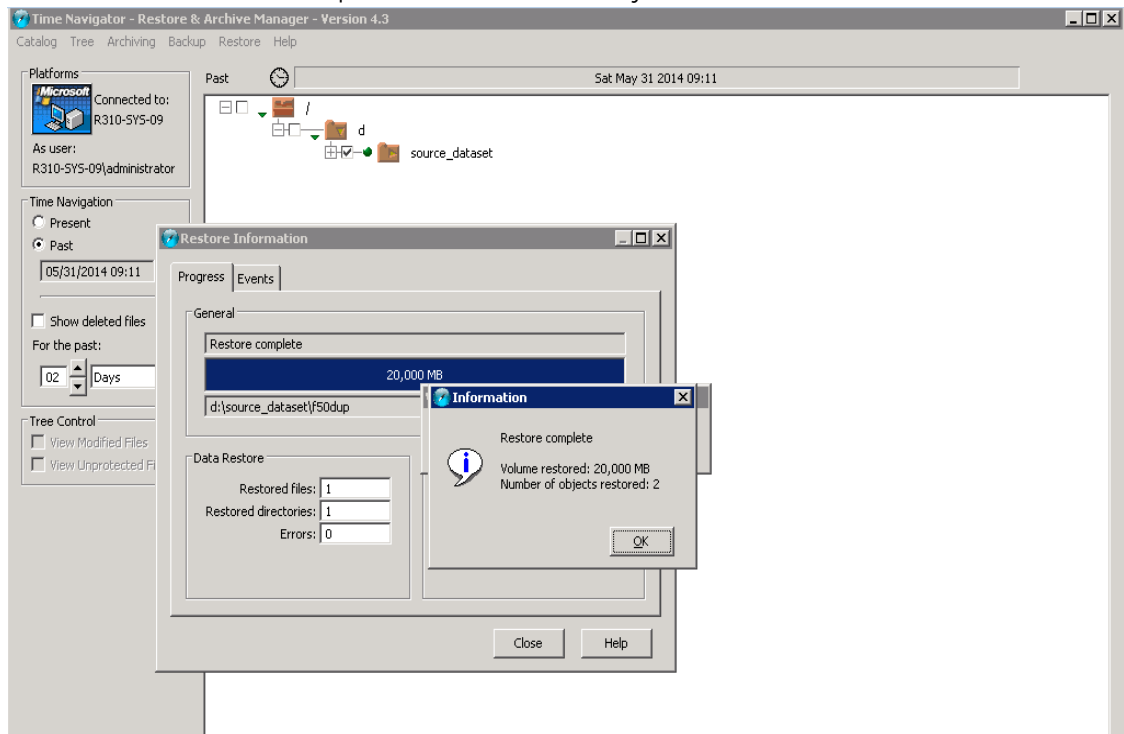 Time Navigator - Restore & Archive Manager - Version 4.3
Catalog Tree Archiving Backup Restore Help
Platforms
Microsoft
Connected to:
R310-SYS-09
As user:
R310-SYS-09\administrator
Past
Sat May 31 2014 09:11
/
d
source_dataset
Time Navigation
Present
Past
05/31/2014 09:11
Show deleted files
For the past:
02 Days
Tree Control
View Modified Files
View Unprotected Fi
Restore Information
Progress Events
General
Restore complete
20,000 MB
d:\source_dataset\f50dup
Data Restore
Restored files: 1
Restored directories: 1
Errors: 0
Information
Restore complete
Volume restored: 20,000 MB
Number of objects restored: 2
OK
Close Help